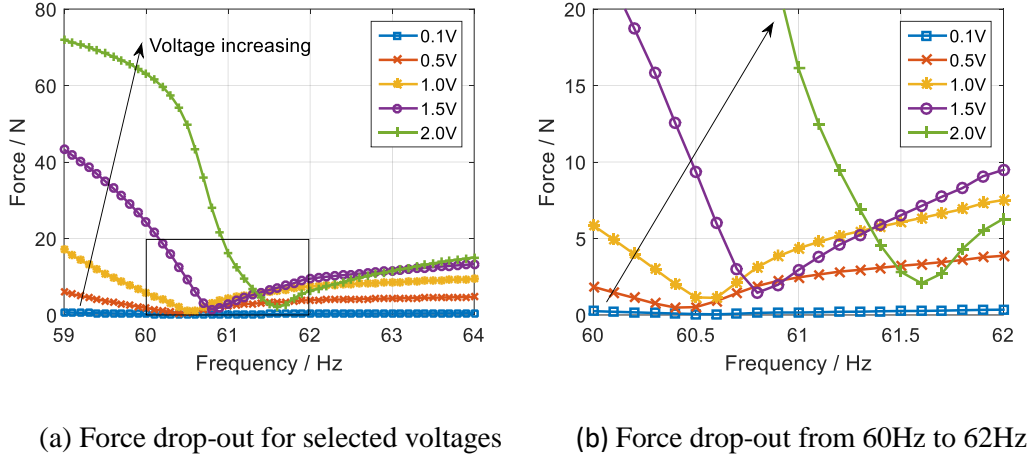 80
60
40
20
0
Force / N
59
60
61
62
63
64
Frequency / Hz
Voltage increasing
0.1V
0.5V
1.0V
1.5V
2.0V
(a) Force drop-out for selected voltages
20
15
10
5
0
Force / N
60
60.5
61
61.5
62
Frequency / Hz
0.1V
0.5V
1.0V
1.5V
2.0V
(b) Force drop-out from 60Hz to 62Hz